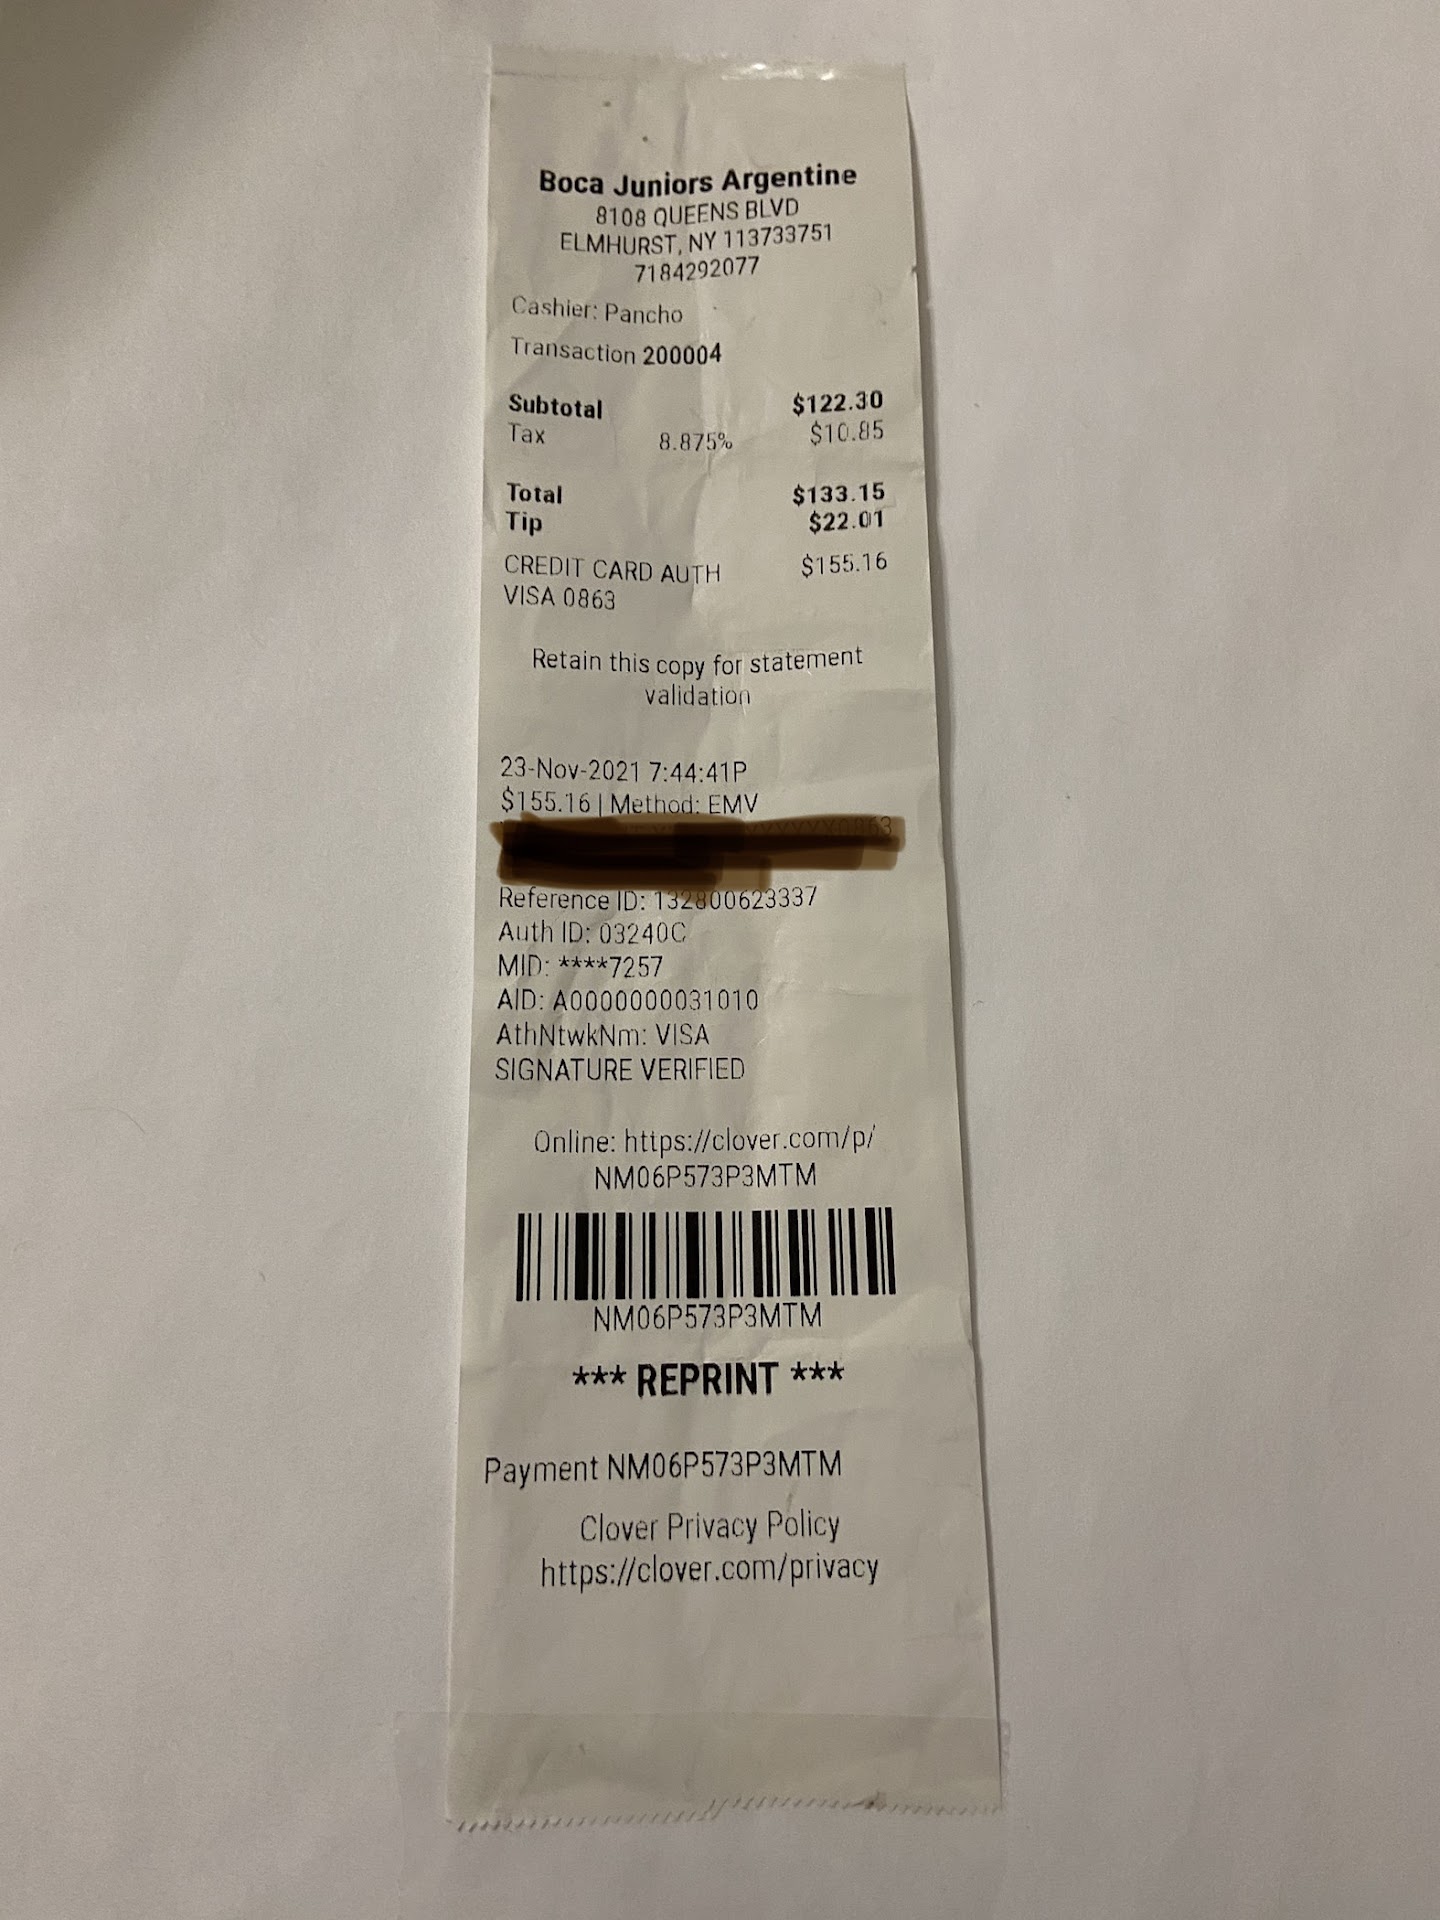 Boca Juniors Argentine
8108 QUEENS BLVD
ELMHURST, NY 113733751
7184292077
Cashier: Pancho
Transaction 200004
Subtotal $122.30
Tax 8.875% $10.85
Total $133.15
Tip $22.01
CREDIT CARD AUTH $155.16
VISA 0863
Retain this copy for statement
validation
23-Nov-2021 7:44:41P
$155.16 | Method: EMV
Reference ID: 132800623337
Auth ID: 03240C
MID: ****7257
AID: A0000000031010
AthNtwkNm: VISA
SIGNATURE VERIFIED
Online: https://clover.com/p/
NM06P573P3MTM
NM06P573P3MTM
*** REPRINT ***
Payment NM06P573P3MTM
Clover Privacy Policy
https://clover.com/privacy